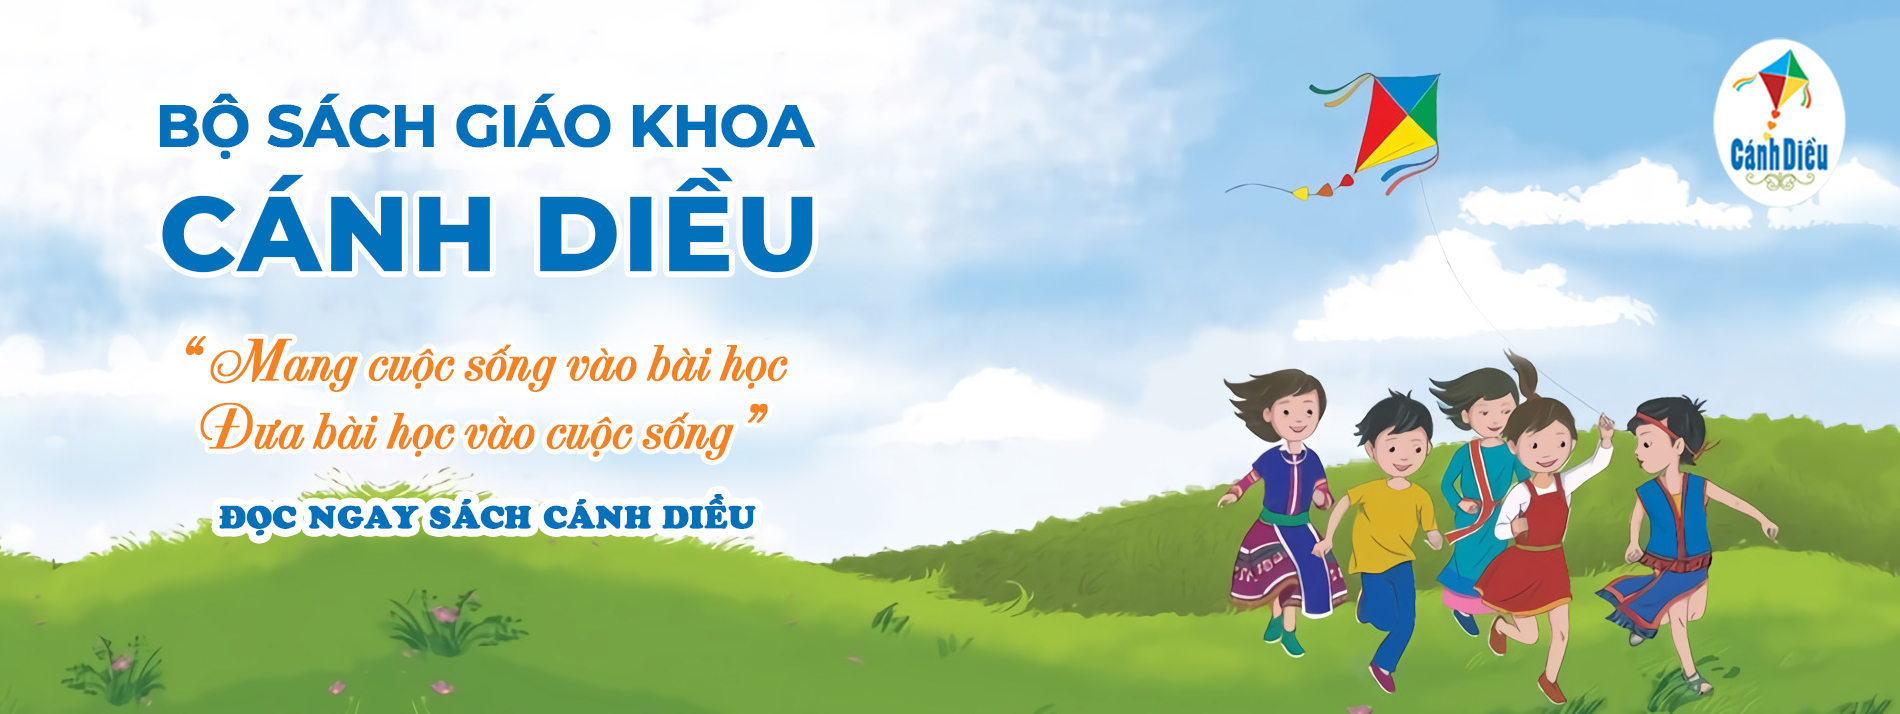 BỘ SÁCH GIÁO KHOA
CÁNH DIỀU
“ Mang cuộc sống vào bài học
Đưa bài học vào cuộc sống ”
ĐỌC NGAY SÁCH CÁNH DIỀU
Cánh Diều